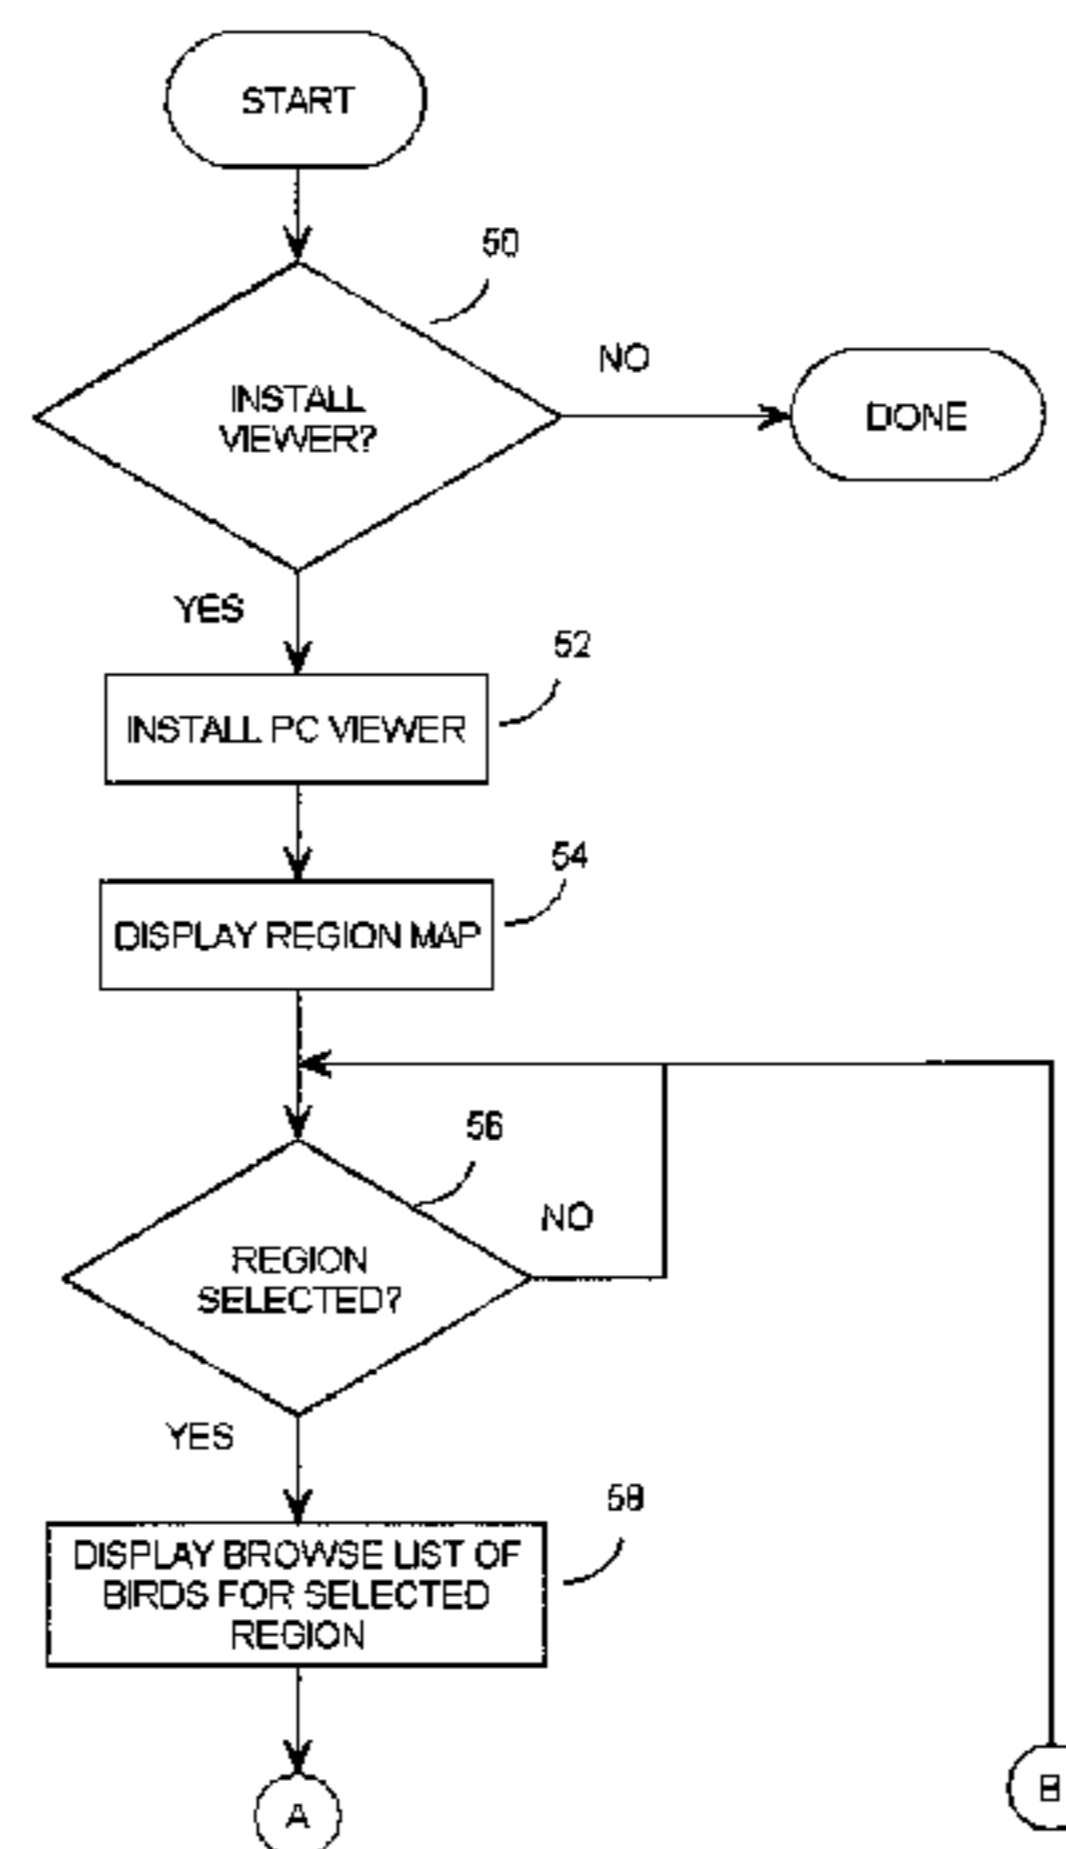 START
50
INSTALL
VIEWER?
NO
DONE
YES
52
INSTALL PC VIEWER
54
DISPLAY REGION MAP
56
NO
REGION
SELECTED?
YES
58
DISPLAY BROWSE LIST OF
BIRDS FOR SELECTED
REGION
A
B